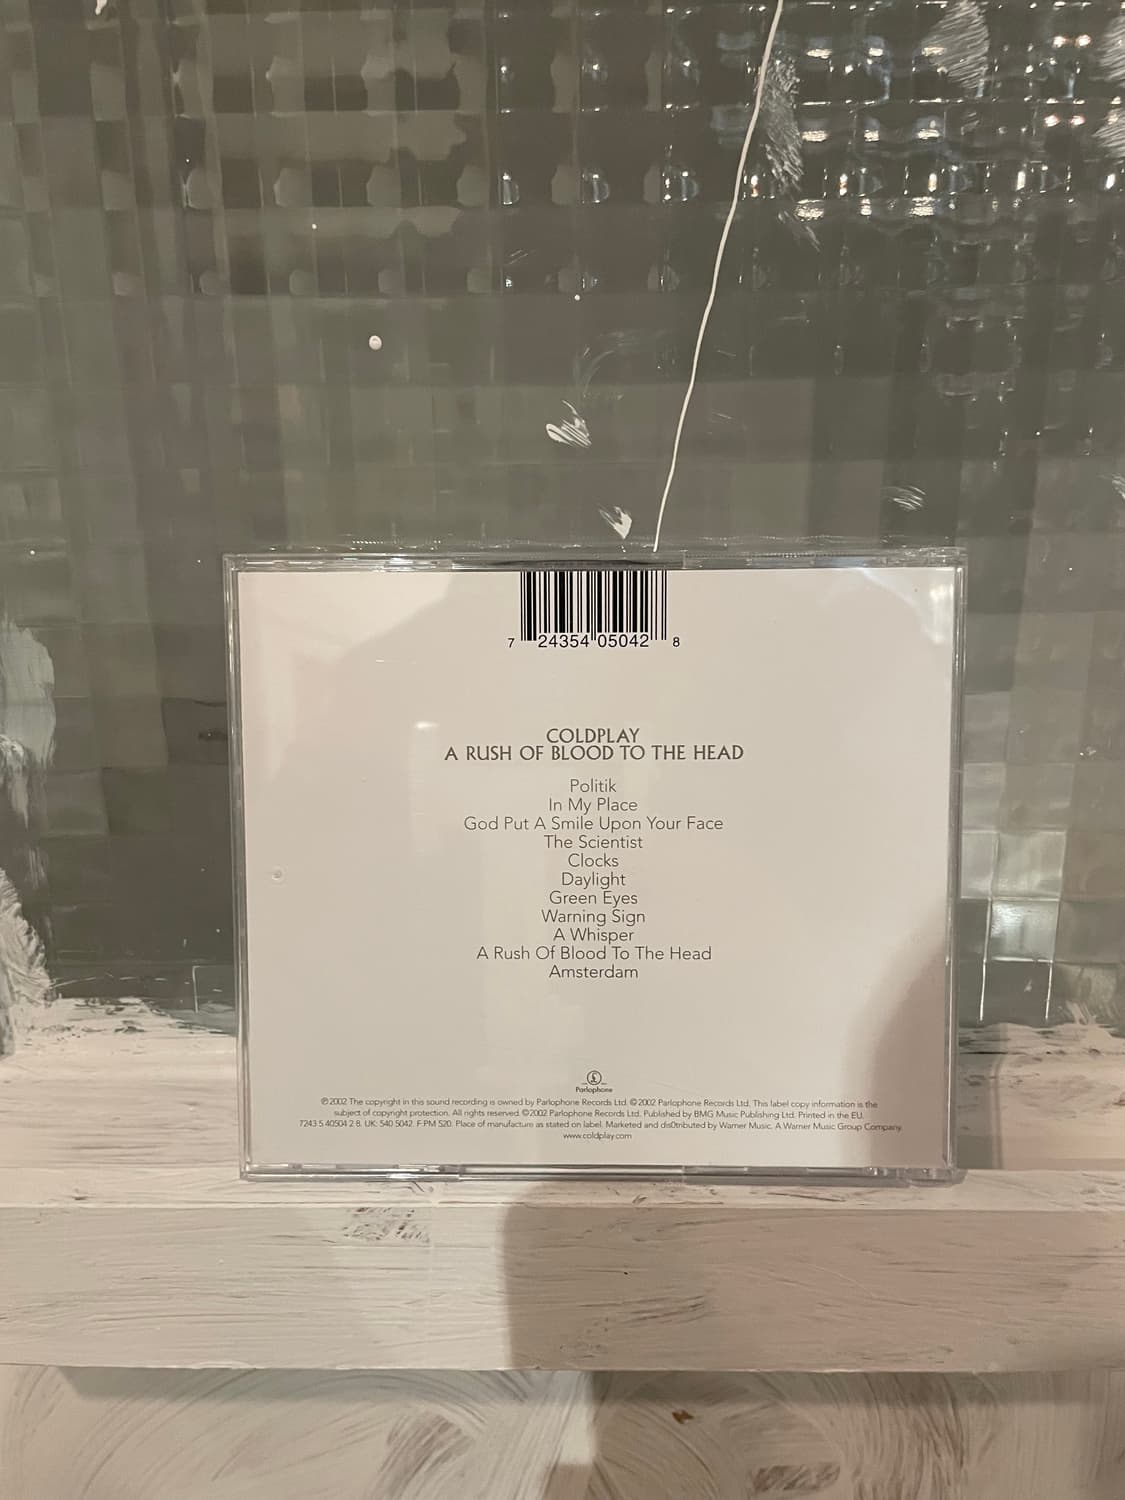 7 24354 05042 8
COLDPLAY
A RUSH OF BLOOD TO THE HEAD
Politik
In My Place
God Put A Smile Upon Your Face
The Scientist
Clocks
Daylight
Green Eyes
Warning Sign
A Whisper
A Rush Of Blood To The Head
Amsterdam
Parlophone
℗2002 The copyright in this sound recording is owned by Parlophone Records Ltd. ©2002 Parlophone Records Ltd. This label copy information is the
subject of copyright protection. All rights reserved. ©2002 Parlophone Records Ltd. Published by BMG Music Publishing Ltd. Printed in the EU.
7243 5 40504 2 8. UK: 540 5042. F:PM 520. Place of manufacture as stated on label. Marketed and dis0tributed by Warner Music. A Warner Music Group Company.
www.coldplay.com